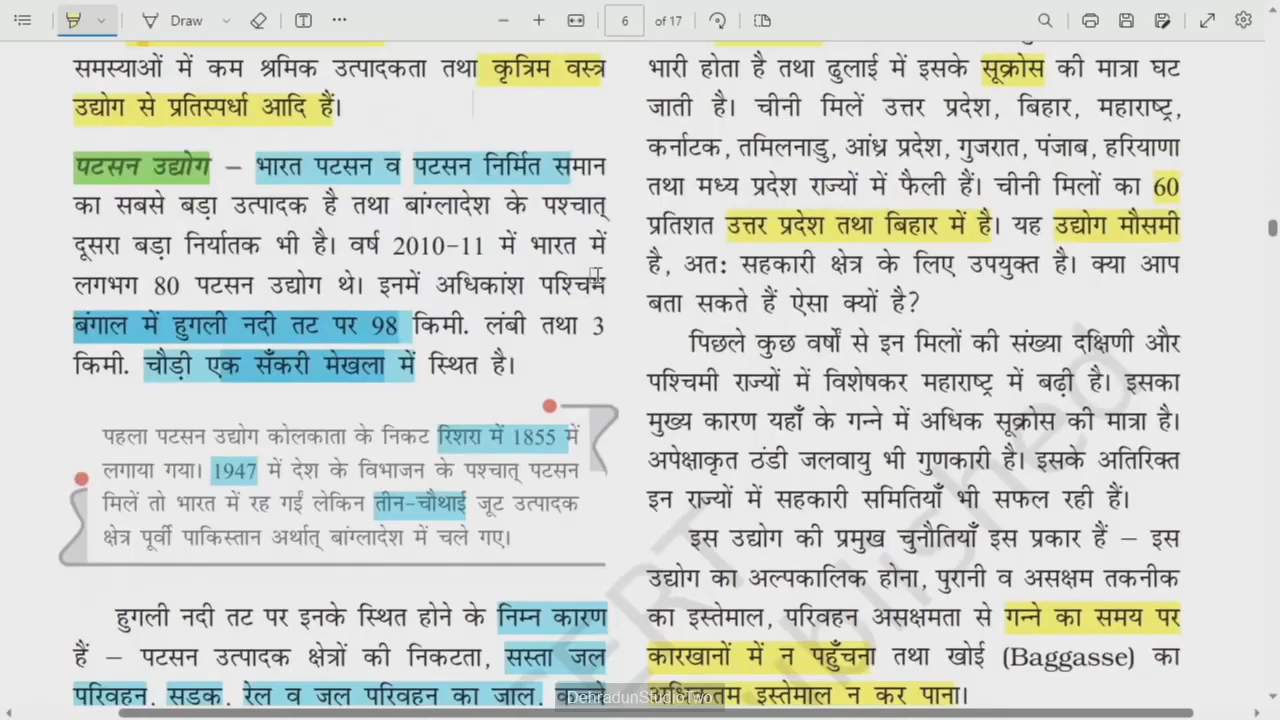 Draw
6
of 17
समस्याओं में कम श्रमिक उत्पादकता तथा कृत्रिम वस्त्र
उद्योग से प्रतिस्पर्धा आदि हैं।
पटसन उद्योग – भारत पटसन व पटसन निर्मित समान
का सबसे बड़ा उत्पादक है तथा बांग्लादेश के पश्चात्
दूसरा बड़ा निर्यातक भी है। वर्ष 2010-11 में भारत में
लगभग 80 पटसन उद्योग थे। इनमें अधिकांश पश्चिम
बंगाल में हुगली नदी तट पर 98 किमी. लंबी तथा 3
किमी. चौड़ी एक सँकरी मेखला में स्थित है।
पहला पटसन उद्योग कोलकाता के निकट रिशरा में 1855 में
लगाया गया। 1947 में देश के विभाजन के पश्चात् पटसन
मिलें तो भारत में रह गईं लेकिन तीन-चौथाई जूट उत्पादक
क्षेत्र पूर्वी पाकिस्तान अर्थात् बांग्लादेश में चले गए।
हुगली नदी तट पर इनके स्थित होने के निम्न कारण
हैं – पटसन उत्पादक क्षेत्रों की निकटता, सस्ता जल
परिवहन, सड़क, रेल व जल परिवहन का जाल,
भारी होता है तथा ढुलाई में इसके सूक्रोस की मात्रा घट
जाती है। चीनी मिलें उत्तर प्रदेश, बिहार, महाराष्ट्र,
कर्नाटक, तमिलनाडु, आंध्र प्रदेश, गुजरात, पंजाब, हरियाणा
तथा मध्य प्रदेश राज्यों में फैली हैं। चीनी मिलों का 60
प्रतिशत उत्तर प्रदेश तथा बिहार में है। यह उद्योग मौसमी
है, अतः सहकारी क्षेत्र के लिए उपयुक्त है। क्या आप
बता सकते हैं ऐसा क्यों है?
पिछले कुछ वर्षों से इन मिलों की संख्या दक्षिणी और
पश्चिमी राज्यों में विशेषकर महाराष्ट्र में बढ़ी है। इसका
मुख्य कारण यहाँ के गन्ने में अधिक सूक्रोस की मात्रा है।
अपेक्षाकृत ठंडी जलवायु भी गुणकारी है। इसके अतिरिक्त
इन राज्यों में सहकारी समितियाँ भी सफल रही हैं।
इस उद्योग की प्रमुख चुनौतियाँ इस प्रकार हैं – इस
उद्योग का अल्पकालिक होना, पुरानी व असक्षम तकनीक
का इस्तेमाल, परिवहन असक्षमता से गन्ने का समय पर
कारखानों में न पहुँचना तथा खोई (Baggasse) का
अधिकतम इस्तेमाल न कर पाना।
DehradunStudioTwo